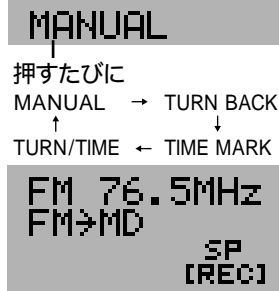 MANUAL
押すたびに
MANUAL → TURN BACK
↑ ↓
TURN/TIME ← TIME MARK
FM 76.5MHz
FM→MD
SP
[REC]